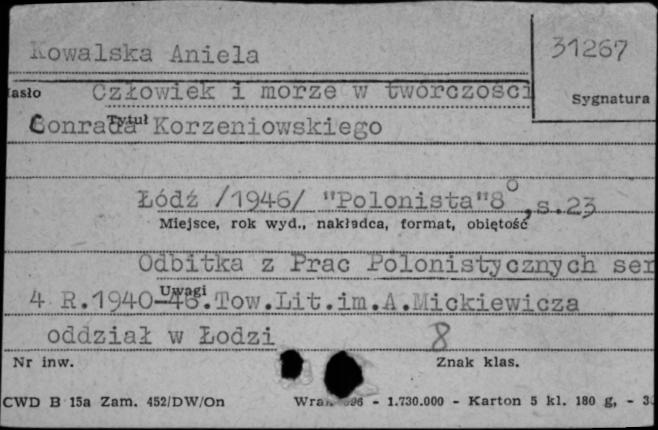 Kowalska Aniela 31267
asło Człowiek i morze w twórczości Sygnatura
Tytuł
Conrada Korzeniowskiego
Łódź /1946/ "Polonista" 8°, s.23
Miejsce, rok wyd., nakładca, format, obiętość
Odbitka z Prac Polonistycznych ser
Uwagi
4 R.1940-46.Tow.Lit.im.A.Mickiewicza
oddział w Łodzi 8
Nr inw. Znak klas.
CWD B 15a Zam. 452/DW/On - 1.730.000 - Karton 5 kl. 180 g, -